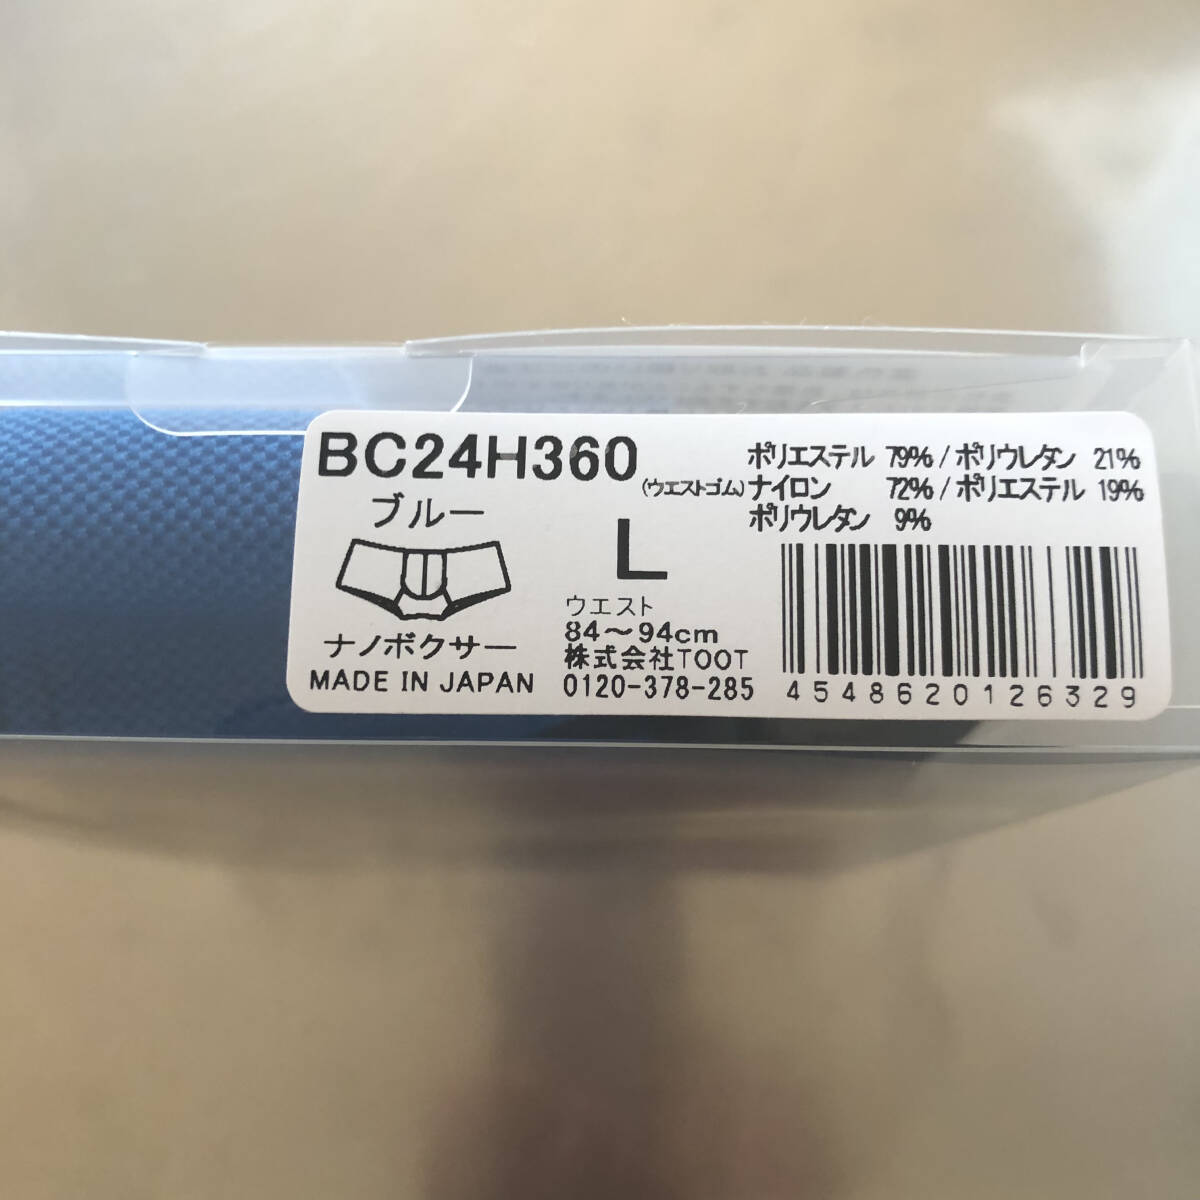 BC24H360
ブルー
ナノボクサー
MADE IN JAPAN
ポリエステル 79% / ポリウレタン 21%
(ウエストゴム) ナイロン 72% / ポリエステル 19%
ポリウレタン 9%
L
ウエスト
84～94cm
株式会社TOOT
0120-378-285
4548620126329